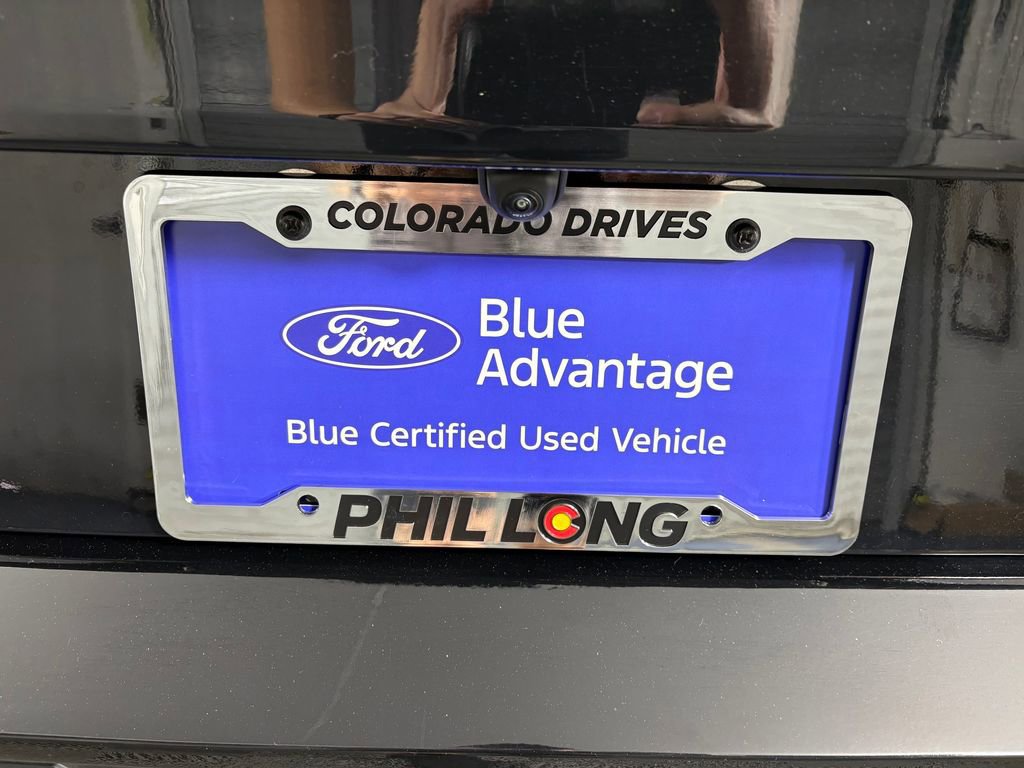 COLORADO DRIVES
Ford
Blue
Advantage
Blue Certified Used Vehicle
PHIL LONG